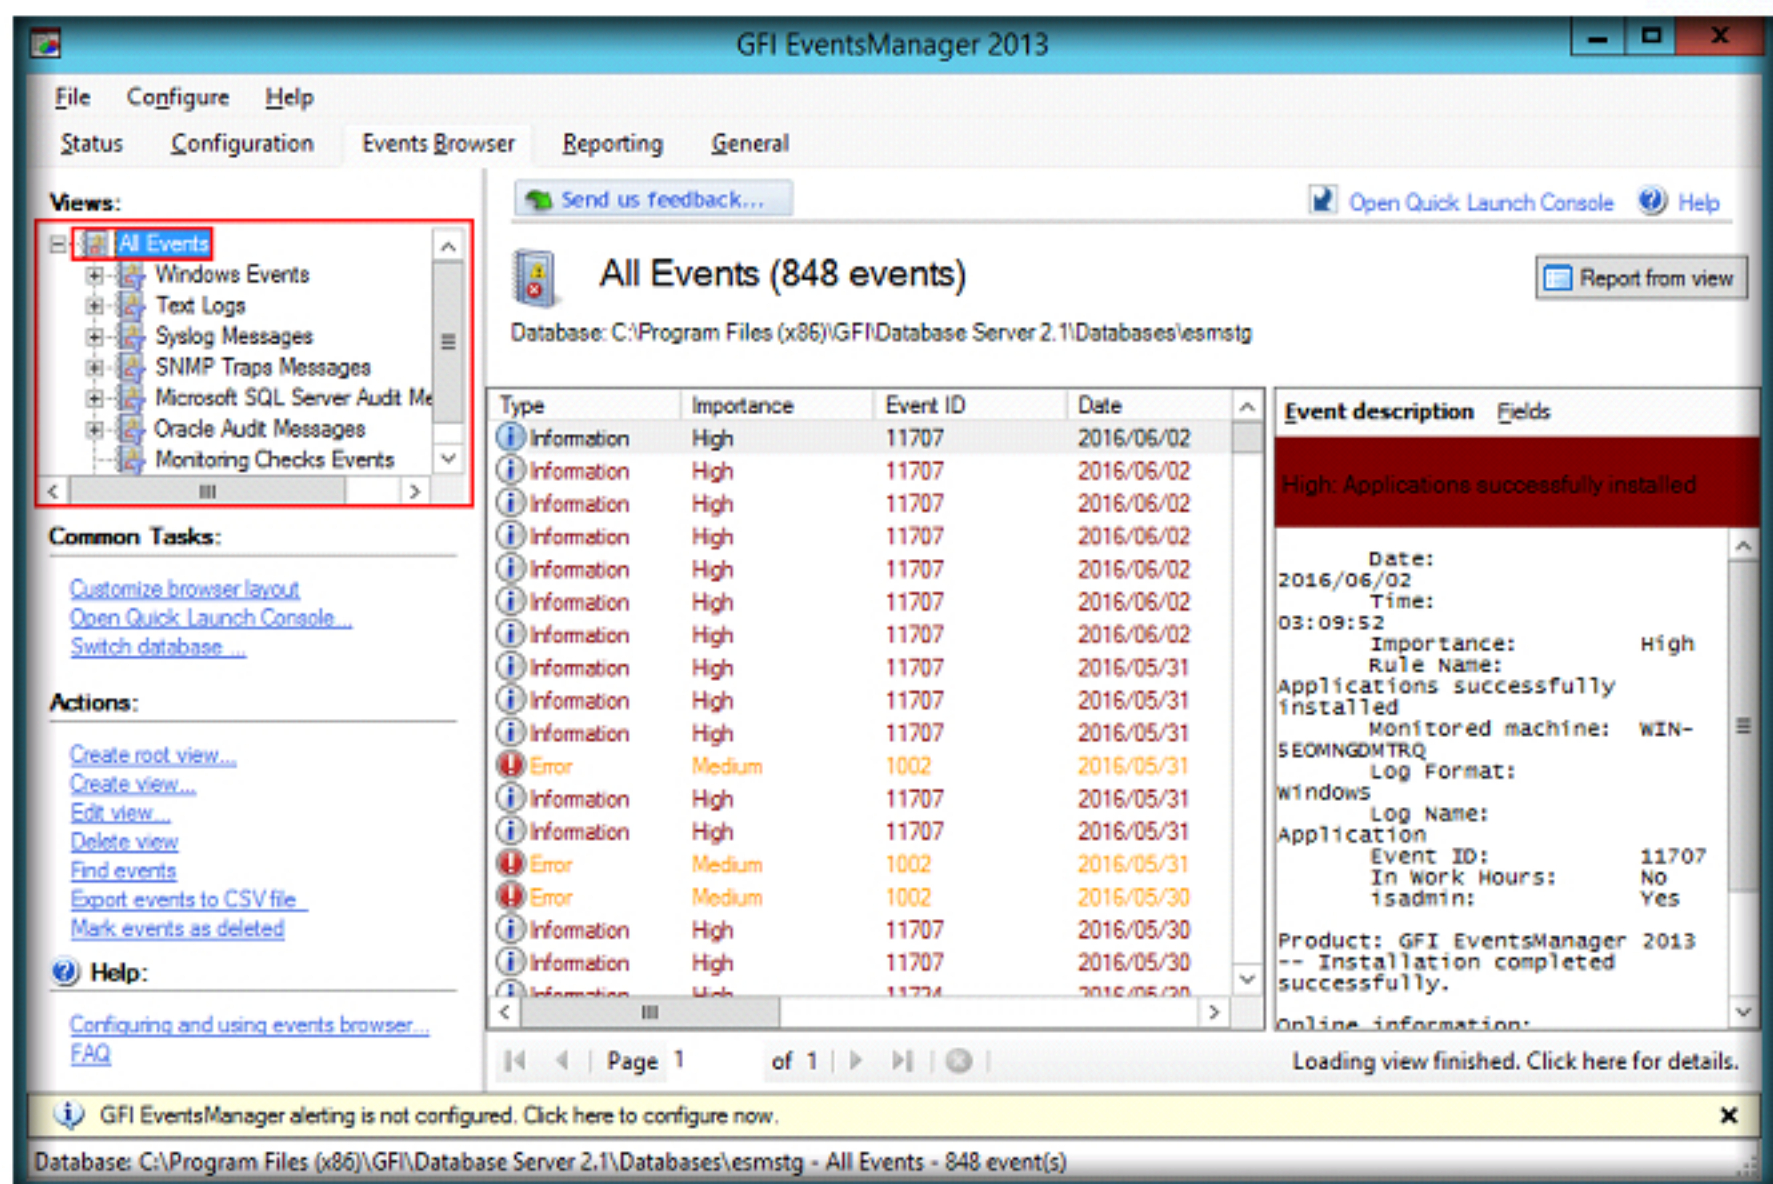 GFI EventsManager 2013
File Configure Help
Status Configuration Events Browser Reporting General
Views:
All Events
Windows Events
Text Logs
Syslog Messages
SNMP Traps Messages
Microsoft SQL Server Audit Me
Oracle Audit Messages
Monitoring Checks Events
Common Tasks:
Customize browser layout
Open Quick Launch Console...
Switch database ...
Actions:
Create root view...
Create view...
Edit view...
Delete view
Find events
Export events to CSV file
Mark events as deleted
Help:
Configuring and using events browser...
FAQ
Send us feedback...
Open Quick Launch Console Help
All Events (848 events)
Report from view
Database: C:\Program Files (x86)\GFI\Database Server 2.1\Databases\esmstg
Type Importance Event ID Date
Information High 11707 2016/06/02
Information High 11707 2016/06/02
Information High 11707 2016/06/02
Information High 11707 2016/06/02
Information High 11707 2016/06/02
Information High 11707 2016/06/02
Information High 11707 2016/06/02
Information High 11707 2016/05/31
Information High 11707 2016/05/31
Information High 11707 2016/05/31
Error Medium 1002 2016/05/31
Information High 11707 2016/05/31
Information High 11707 2016/05/31
Error Medium 1002 2016/05/31
Error Medium 1002 2016/05/30
Information High 11707 2016/05/30
Information High 11707 2016/05/30
Information High 11724
Page 1 of 1
Event description Fields
High: Applications successfully installed
Date:
2016/06/02
Time:
03:09:52
Importance: High
Rule Name:
Applications successfully
installed
Monitored machine: WIN-
SEOMNGDMTRQ
Log Format:
Windows
Log Name:
Application
Event ID: 11707
In Work Hours: No
isadmin: Yes
Product: GFI EventsManager 2013
-- Installation completed
successfully.
Online information:
Loading view finished. Click here for details.
GFI EventsManager alerting is not configured. Click here to configure now.
Database: C:\Program Files (x86)\GFI\Database Server 2.1\Databases\esmstg - All Events - 848 event(s)